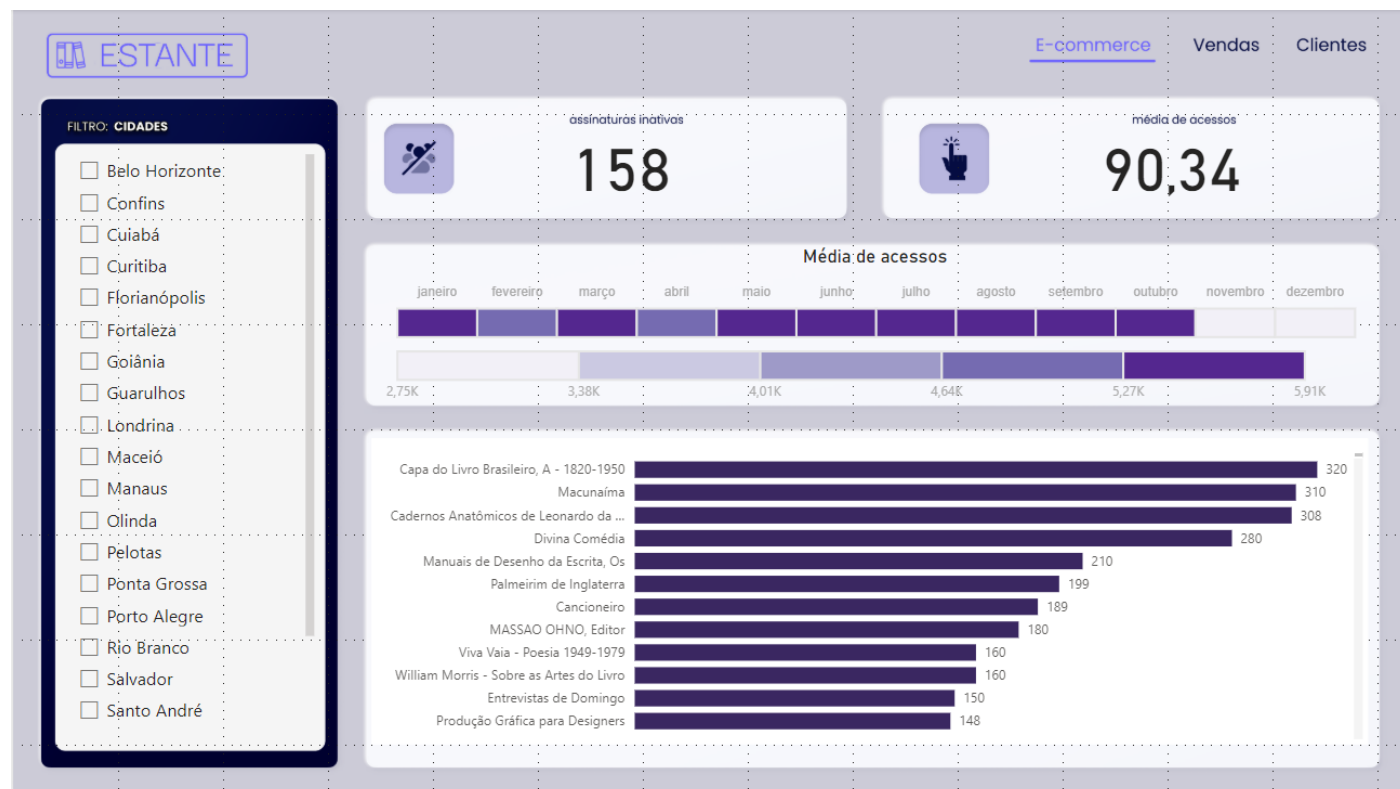 ESTANTE
E-commerce Vendas Clientes
FILTRO: CIDADES
Belo Horizonte
Confins
Cuiabá
Curitiba
Florianópolis
Fortaleza
Goiânia
Guarulhos
Londrina
Maceió
Manaus
Olinda
Pelotas
Ponta Grossa
Porto Alegre
Rio Branco
Salvador
Santo André
assinaturas inativas
158
média de acessos
90,34
Média de acessos
janeiro fevereiro março abril maio junho julho agosto setembro outubro novembro dezembro
2,75K 3,38K 4,01K 4,64K 5,27K 5,91K
Capa do Livro Brasileiro, A - 1820-1950 320
Macunaíma 310
Cadernos Anatômicos de Leonardo da ... 308
Divina Comédia 280
Manuais de Desenho da Escrita, Os 210
Palmeirim de Inglaterra 199
Cancioneiro 189
MASSAO OHNO, Editor 180
Viva Vaia - Poesia 1949-1979 160
William Morris - Sobre as Artes do Livro 160
Entrevistas de Domingo 150
Produção Gráfica para Designers 148